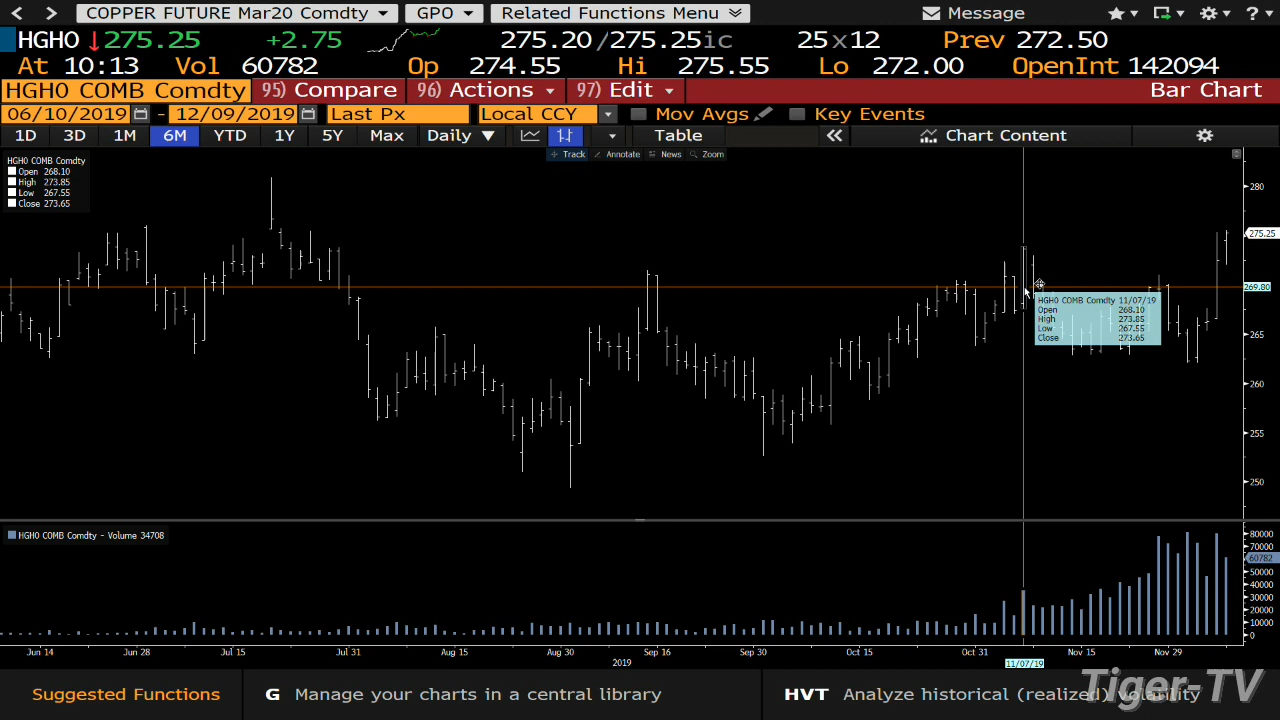 COPPER FUTURE Mar20 Comdty GPO Related Functions Menu Message ?
HGH0 ↓275.25 +2.75 275.20/275.25ic 25x12 Prev 272.50
At 10:13 Vol 60782 Op 274.55 Hi 275.55 Lo 272.00 OpenInt 142094
HGH0 COMB Comdty 95) Compare 96) Actions 97) Edit Bar Chart
06/10/2019 - 12/09/2019 Last Px Local CCY Mov Avgs Key Events
1D 3D 1M 6M YTD 1Y 5Y Max Daily ▼ Table « Chart Content
Track Annotate News Zoom
HGH0 COMB Comdty
Open 268.10
High 273.85
Low 267.55
Close 273.65
280
275.25
269.80
265
260
255
250
HGH0 COMB Comdty 11/07/19
Open 268.10
High 273.85
Low 267.55
Close 273.65
HGH0 COMB Comdty - Volume 34708
80000
70000
60782
50000
40000
30000
20000
10000
0
Jun 14 Jun 28 Jul 15 Jul 31 Aug 15 Aug 30 Sep 16 Sep 30 Oct 15 Oct 31 Nov 15 Nov 29
2019 11/07/19
Suggested Functions G Manage your charts in a central library HVT Analyze historical (realized) volatility
Tiger-TV